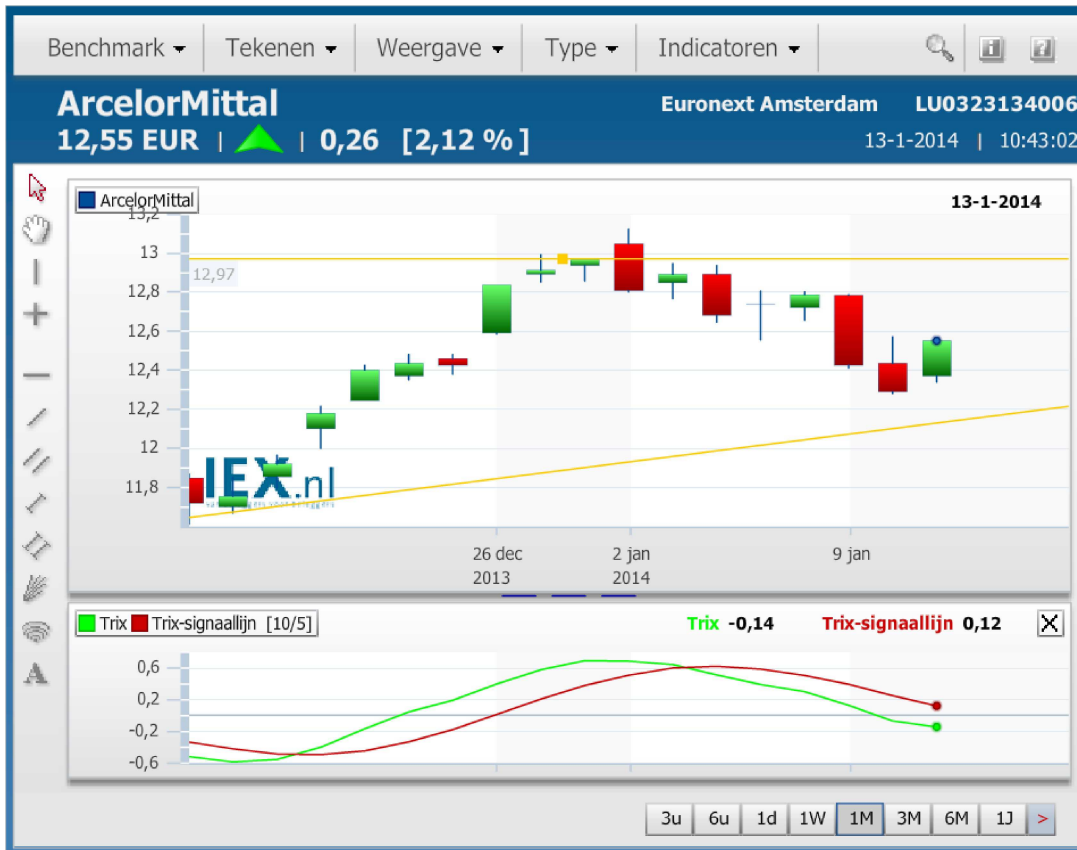 Benchmark Tekenen Weergave Type Indicatoren
ArcelorMittal
Euronext Amsterdam LU0323134006
12,55 EUR | | 0,26 [2,12 %]
13-1-2014 | 10:43:02
ArcelorMittal
13-1-2014
13,2
13
12,97
12,8
12,6
12,4
12,2
12
11,8
IEX.nl
26 dec 2 jan 9 jan
2013 2014
Trix Trix-signaallijn [10/5]
Trix -0,14 Trix-signaallijn 0,12
0,6
0,2
-0,2
-0,6
A
3u 6u 1d 1W 1M 3M 6M 1J >